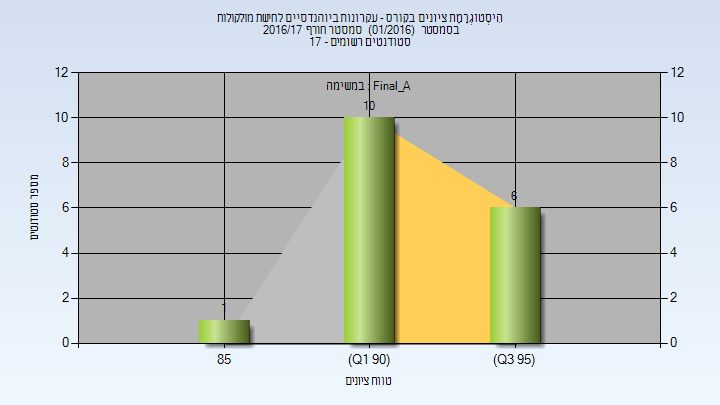 היסטוגרמת ציונים בקורס - עקרונות ביוהנדסיים לחישת מולקולות
בסמסטר (01/2016) סמסטר חורף 2016/17
סטודנטים רשומים - 17
במשימה : Final_A
12 12
10 10 10
8 8
6 6 6
4 4
2 1 2
0 0
מספר סטודנטים
85 (Q1 90) (Q3 95)
טווח ציונים